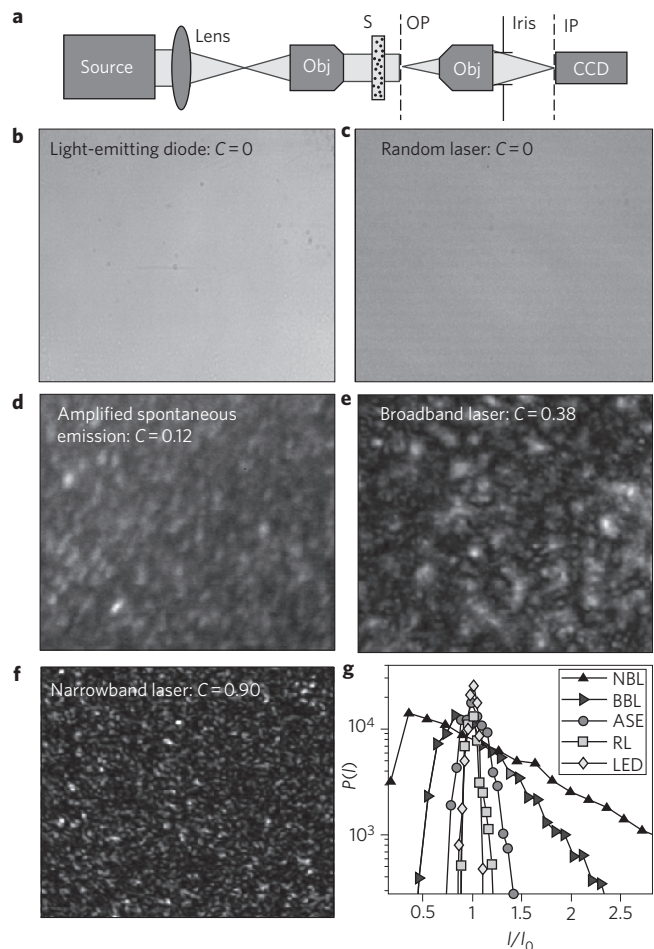 a
Source
Lens
Obj
S
OP
Obj
Iris
IP
CCD
b
Light-emitting diode: C = 0
c
Random laser: C = 0
d
Amplified spontaneous
emission: C = 0.12
e
Broadband laser: C = 0.38
f
Narrowband laser: C = 0.90
g
P(I)
10⁴
10³
NBL
BBL
ASE
RL
LED
0.5
1
1.5
2
2.5
I/I₀